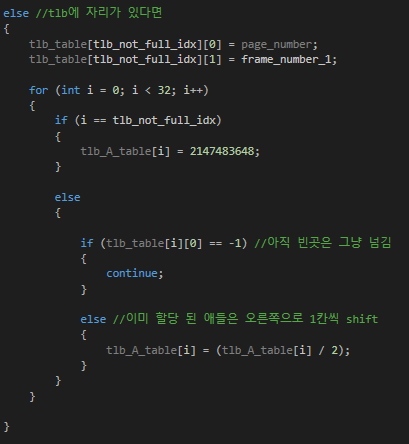 else //tlb에 자리가 있다면
{
    tlb_table[tlb_not_full_idx][0] = page_number;
    tlb_table[tlb_not_full_idx][1] = frame_number_1;

    for (int i = 0; i < 32; i++)
    {
        if (i == tlb_not_full_idx)
        {
            tlb_A_table[i] = 2147483648;
        }

        else
        {

            if (tlb_table[i][0] == -1) //아직 빈곳은 그냥 넘김
            {
                continue;
            }

            else //이미 할당 된 애들은 오른쪽으로 1칸씩 shift
            {
                tlb_A_table[i] = (tlb_A_table[i] / 2);
            }
        }
    }

}